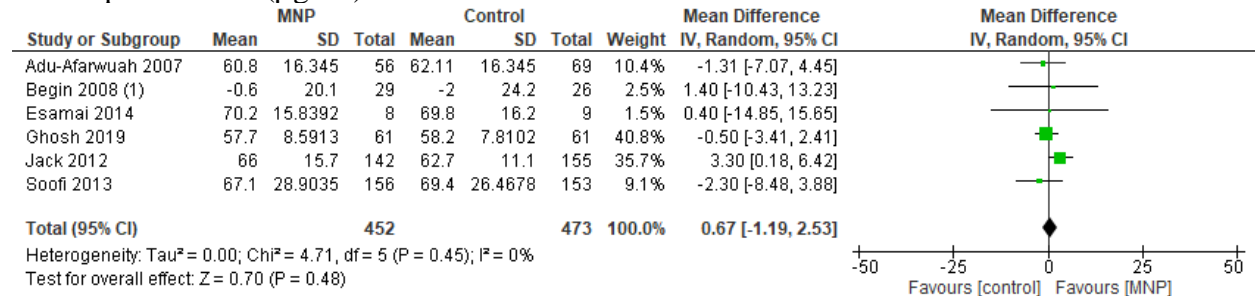 MNP Control Mean Difference Mean Difference
Study or Subgroup Mean SD Total Mean SD Total Weight IV, Random, 95% CI IV, Random, 95% CI
Adu-Afarwuah 2007 60.8 16.345 56 62.11 16.345 69 10.4% -1.31 [-7.07, 4.45]
Begin 2008 (1) -0.6 20.1 29 -2 24.2 26 2.5% 1.40 [-10.43, 13.23]
Esamai 2014 70.2 15.8392 8 69.8 16.2 9 1.5% 0.40 [-14.85, 15.65]
Ghosh 2019 57.7 8.5913 61 58.2 7.8102 61 40.8% -0.50 [-3.41, 2.41]
Jack 2012 66 15.7 142 62.7 11.1 155 35.7% 3.30 [0.18, 6.42]
Soofi 2013 67.1 28.9035 156 69.4 26.4678 153 9.1% -2.30 [-8.48, 3.88]
Total (95% CI) 452 473 100.0% 0.67 [-1.19, 2.53]
Heterogeneity: Tau² = 0.00; Chi² = 4.71, df = 5 (P = 0.45); I² = 0%
Test for overall effect: Z = 0.70 (P = 0.48)
-50 -25 0 25 50
Favours [control] Favours [MNP]